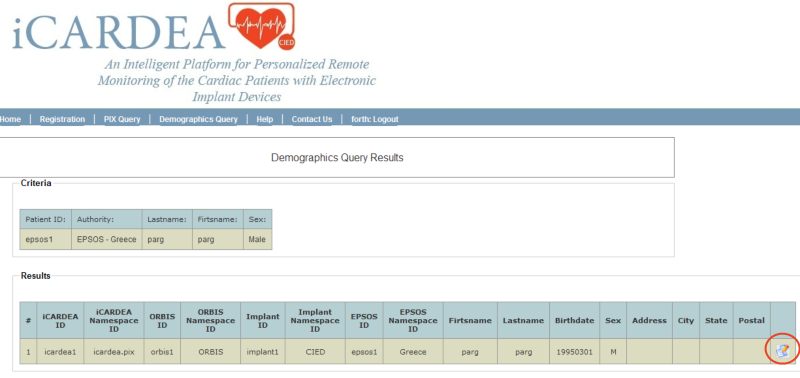 iCARDEA
CIED
An Intelligent Platform for Personalized Remote
Monitoring of the Cardiac Patients with Electronic
Implant Devices
Home | Registration | PIX Query | Demographics Query | Help | Contact Us | forth: Logout
Demographics Query Results
Criteria
Patient ID: Authority: Lastname: Firtsname: Sex:
epsos1 EPSOS - Greece parg parg Male
Results
# iCARDEA ID iCARDEA Namespace ID ORBIS ID ORBIS Namespace ID Implant ID Implant Namespace ID EPSOS ID EPSOS Namespace ID Firtsname Lastname Birthdate Sex Address City State Postal
1 icardea1 icardea.pix orbis1 ORBIS implant1 CIED epsos1 Greece parg parg 19950301 M